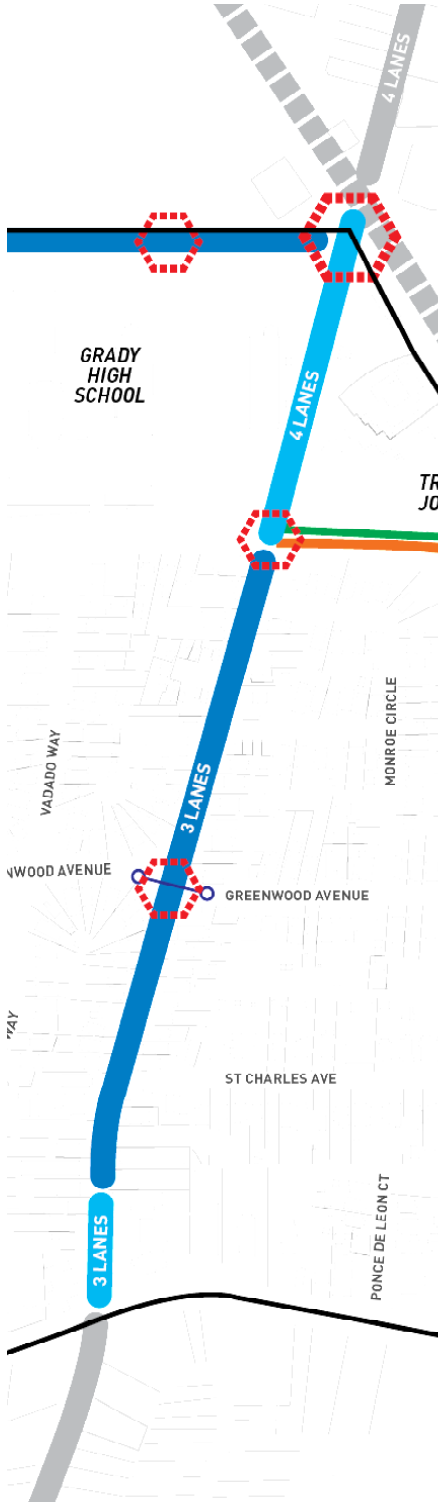 4 LANES
GRADY
HIGH
SCHOOL
4 LANES
TR
JO
MONROE CIRCLE
VADADO WAY
3 LANES
NWOOD AVENUE
GREENWOOD AVENUE
WAY
ST CHARLES AVE
PONCE DE LEON CT
3 LANES